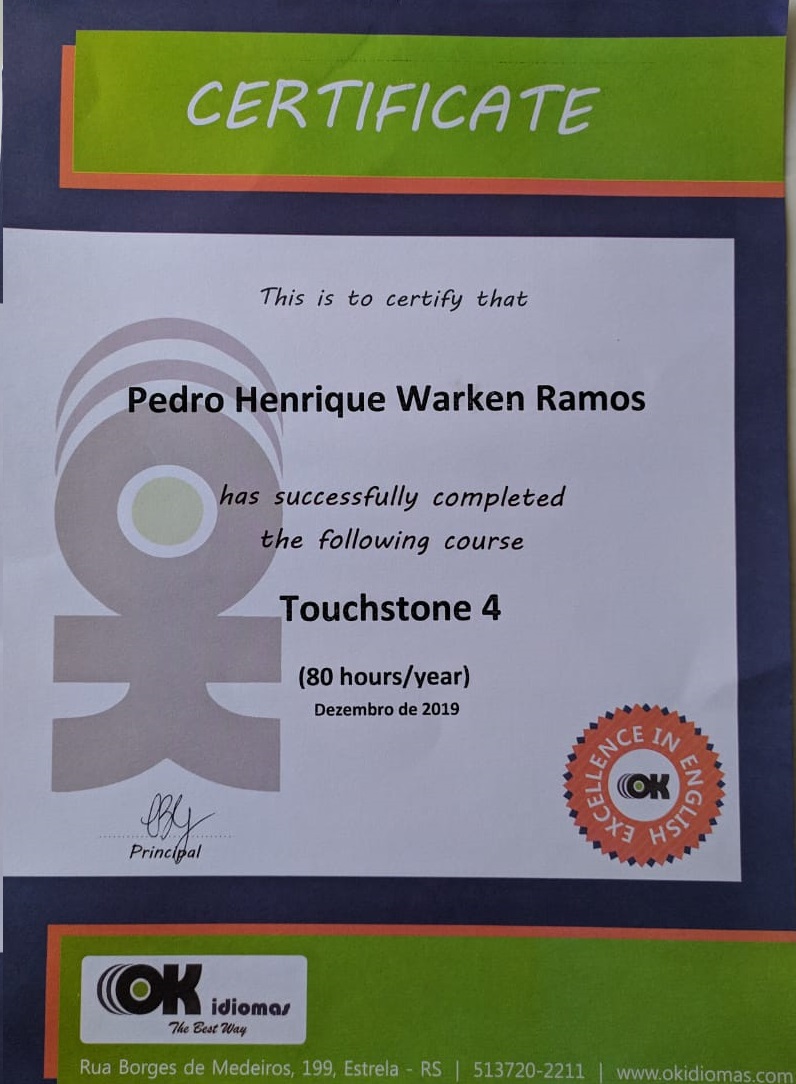 CERTIFICATE
This is to certify that
Pedro Henrique Warken Ramos
has successfully completed
the following course
Touchstone 4
(80 hours/year)
Dezembro de 2019
EXCELLENCE IN ENGLISH
OK
Principal
OK idiomas
The Best Way
Rua Borges de Medeiros, 199, Estrela - RS | 513720-2211 | www.okidiomas.com